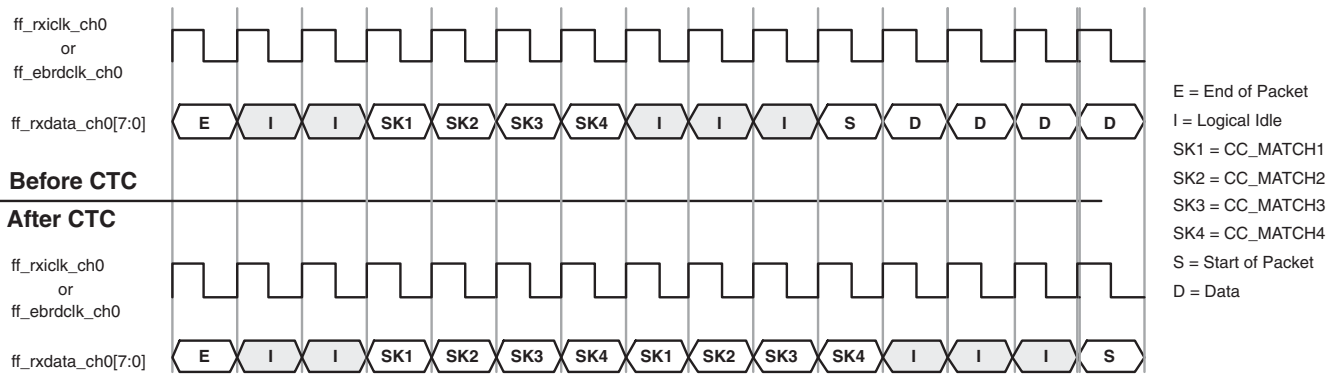 ff_rxiclk_ch0
or
ff_ebrdclk_ch0
ff_rxdata_ch0[7:0]
E I I SK1 SK2 SK3 SK4 I I I S D D D D
Before CTC
After CTC
ff_rxiclk_ch0
or
ff_ebrdclk_ch0
ff_rxdata_ch0[7:0]
E I I SK1 SK2 SK3 SK4 SK1 SK2 SK3 SK4 I I I S
E = End of Packet
I = Logical Idle
SK1 = CC_MATCH1
SK2 = CC_MATCH2
SK3 = CC_MATCH3
SK4 = CC_MATCH4
S = Start of Packet
D = Data